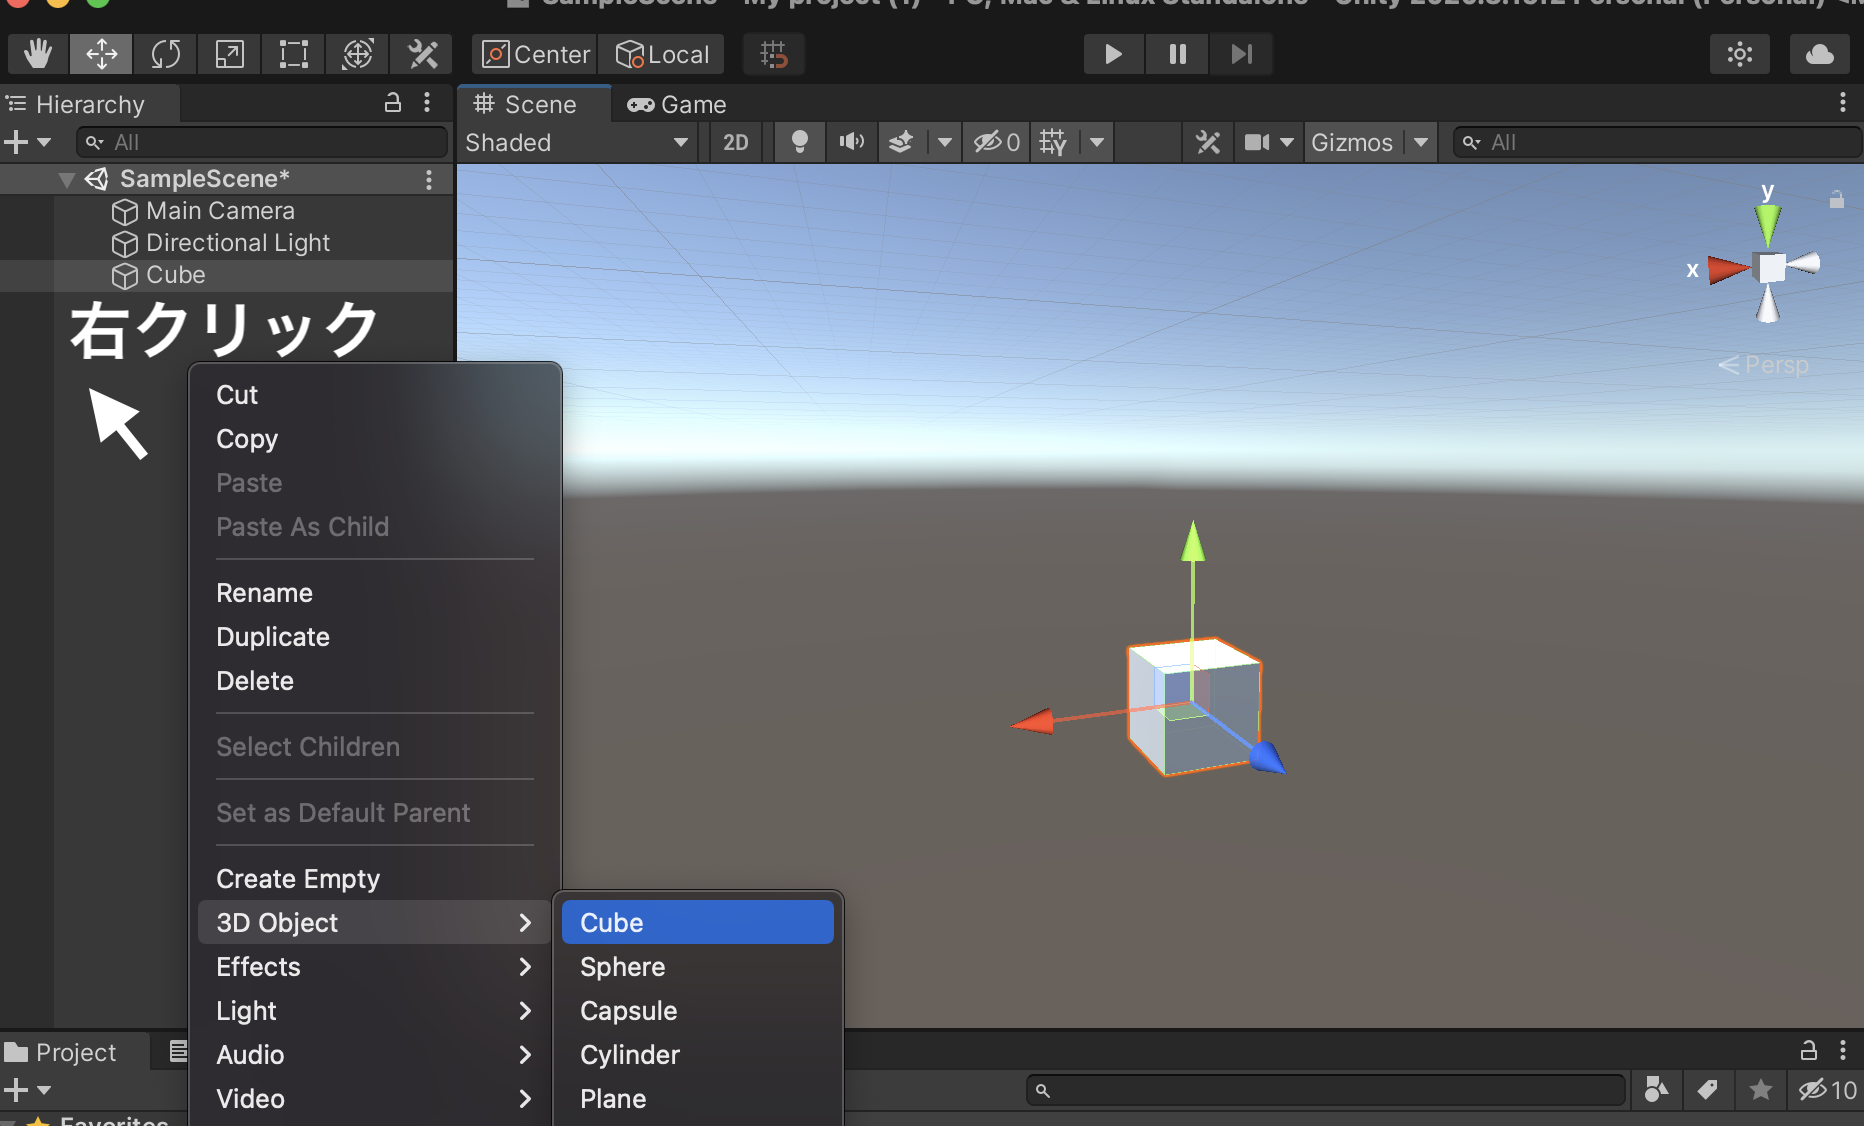 Center
Local
Hierarchy
All
Scene
Game
Shaded
2D
0
Gizmos
All
SampleScene*
Main Camera
Directional Light
Cube
右クリック
y
x
Persp
Cut
Copy
Paste
Paste As Child
Rename
Duplicate
Delete
Select Children
Set as Default Parent
Create Empty
3D Object
Effects
Light
Audio
Video
Cube
Sphere
Capsule
Cylinder
Plane
Project
10
Favorites